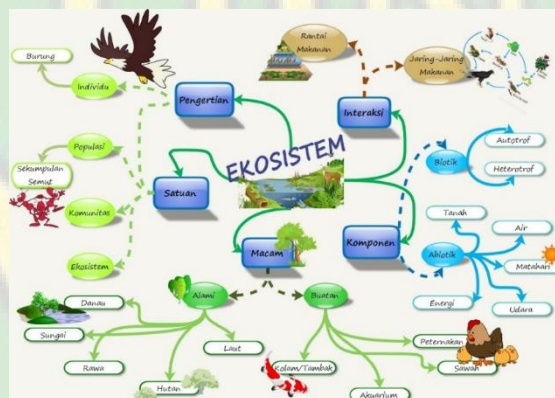 EKOSISTEM
Pengertian
Satuan
Individu
Burung
Populasi
Sekumpulan
Semut
Komunitas
Ekosistem
Interaksi
Rantai
Makanan
Jaring-Jaring
Makanan
Komponen
Biotik
Autotrof
Heterotrof
Abiotik
Tanah
Air
Matahari
Udara
Energi
Macam
Alami
Danau
Sungai
Rawa
Hutan
Laut
Buatan
Kolam/Tambak
Akuarium
Sawah
Peternakan